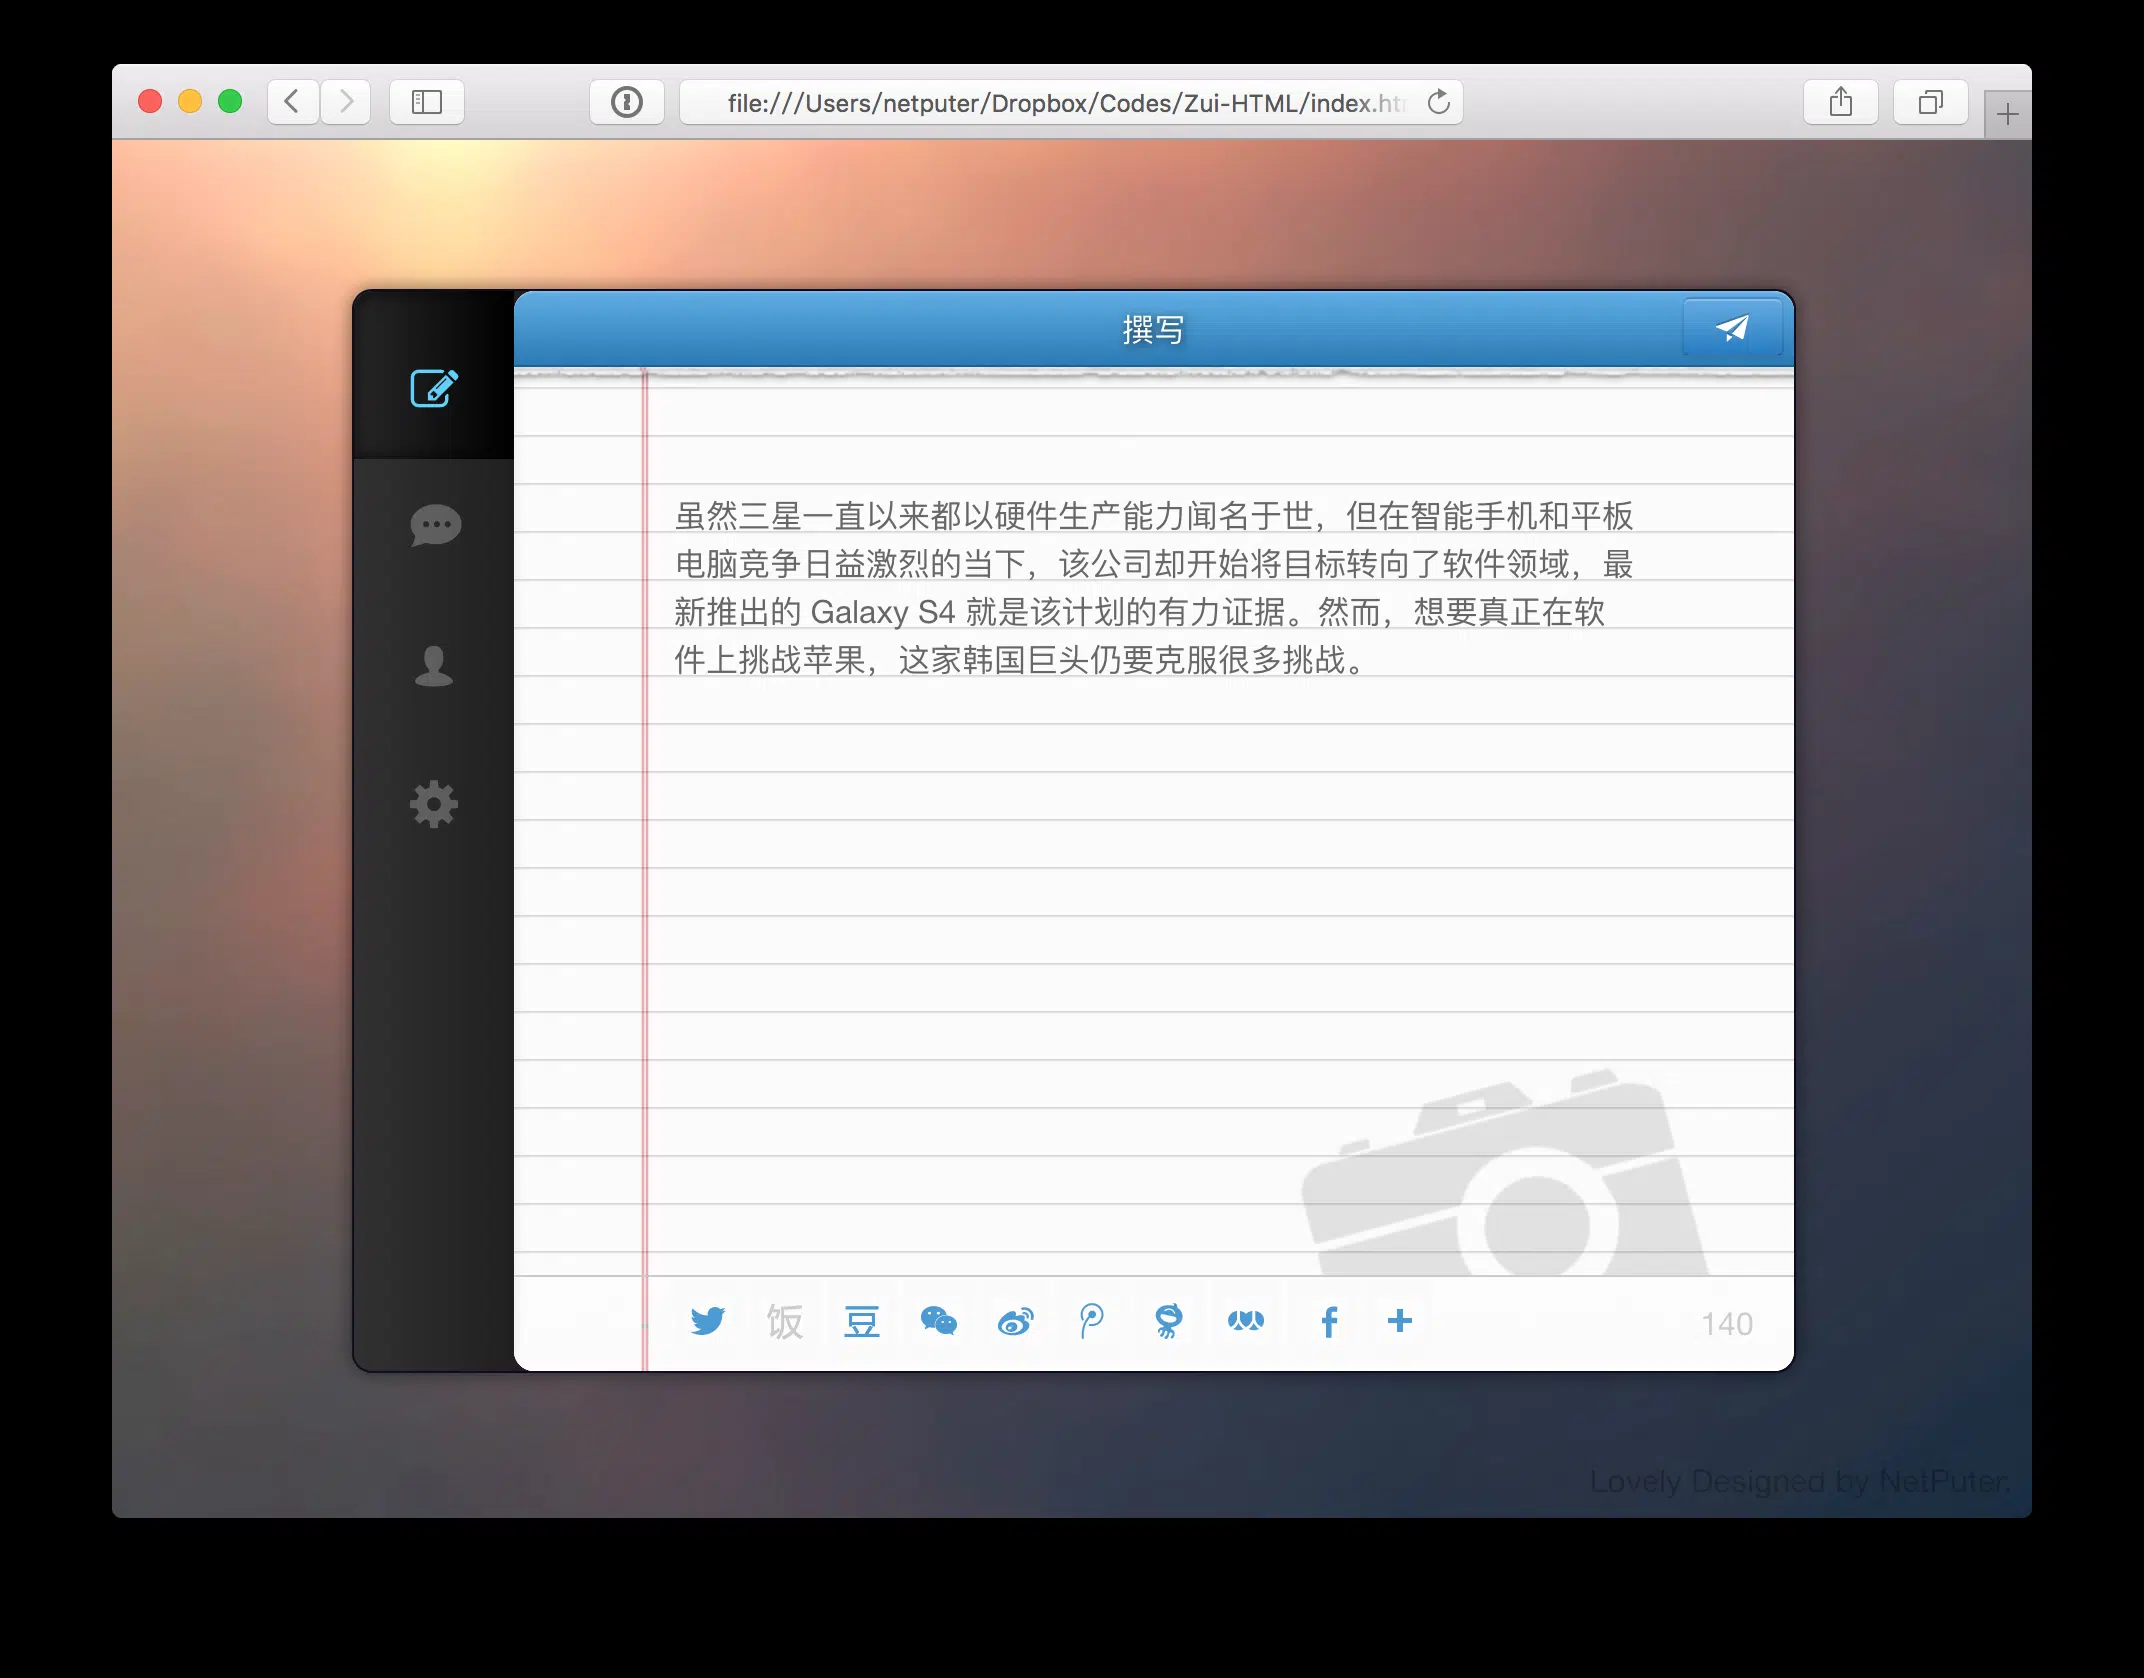 file:///Users/netputer/Dropbox/Codes/Zui-HTML/index.htm
撰写
虽然三星一直以来都以硬件生产能力闻名于世，但在智能手机和平板
电脑竞争日益激烈的当下，该公司却开始将目标转向了软件领域，最
新推出的 Galaxy S4 就是该计划的有力证据。然而，想要真正在软
件上挑战苹果，这家韩国巨头仍要克服很多挑战。
饭 豆 140
Lovely Designed by NetPuter.